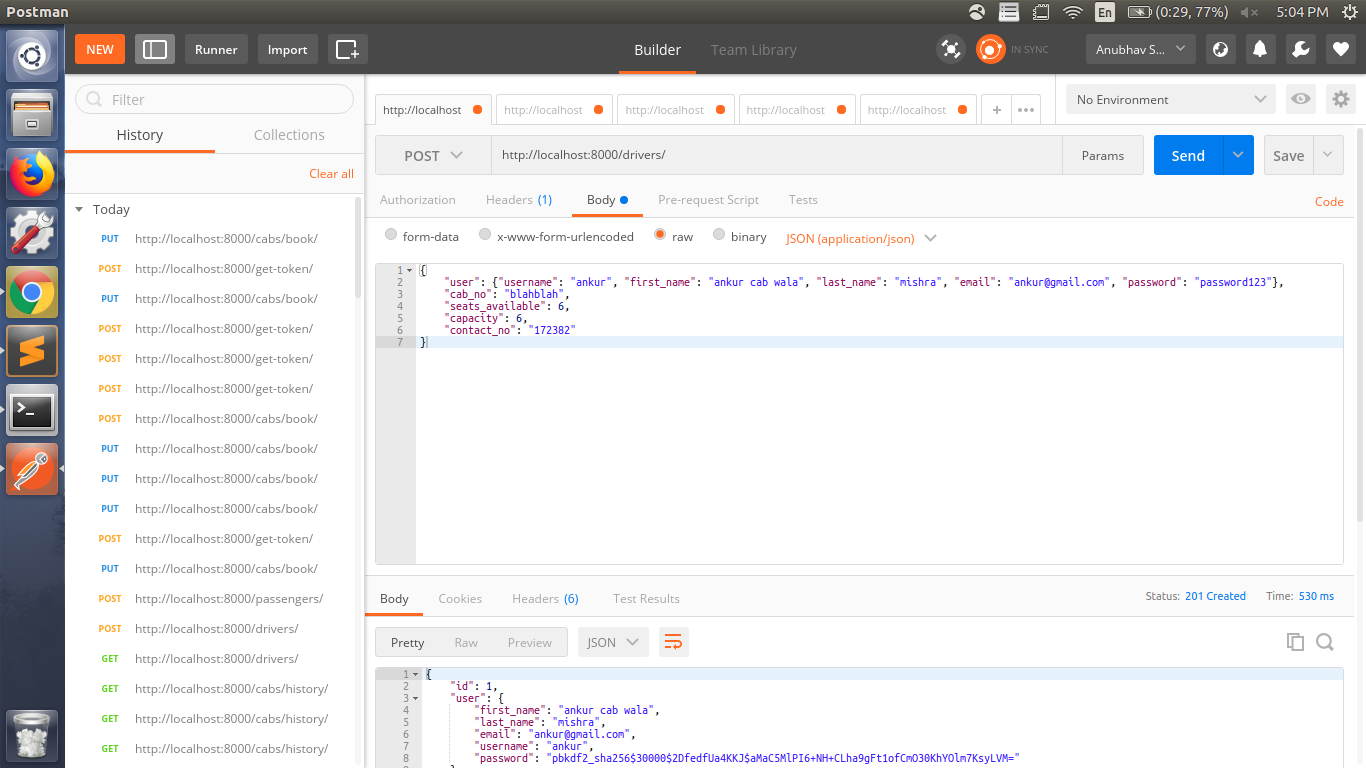 Postman
En
(0:29, 77%)
5:04 PM
NEW
Runner
Import
Builder
Team Library
IN SYNC
Anubhav S...
Filter
History
Collections
Clear all
Today
PUT http://localhost:8000/cabs/book/
POST http://localhost:8000/get-token/
PUT http://localhost:8000/cabs/book/
POST http://localhost:8000/get-token/
POST http://localhost:8000/get-token/
POST http://localhost:8000/get-token/
POST http://localhost:8000/cabs/book/
PUT http://localhost:8000/cabs/book/
PUT http://localhost:8000/cabs/book/
PUT http://localhost:8000/cabs/book/
POST http://localhost:8000/get-token/
PUT http://localhost:8000/cabs/book/
POST http://localhost:8000/passengers/
POST http://localhost:8000/drivers/
GET http://localhost:8000/drivers/
GET http://localhost:8000/cabs/history/
GET http://localhost:8000/cabs/history/
GET http://localhost:8000/cabs/history/
http://localhost
http://localhost
http://localhost
http://localhost
http://localhost
+
•••
No Environment
POST
http://localhost:8000/drivers/
Params
Send
Save
Authorization
Headers (1)
Body
Pre-request Script
Tests
Code
form-data
x-www-form-urlencoded
raw
binary
JSON (application/json)
1 {
2 "user": {"username": "ankur", "first_name": "ankur cab wala", "last_name": "mishra", "email": "ankur@gmail.com", "password": "password123"},
3 "cab_no": "blahblah",
4 "seats_available": 6,
5 "capacity": 6,
6 "contact_no": "172382"
7 }
Body
Cookies
Headers (6)
Test Results
Status: 201 Created
Time: 530 ms
Pretty
Raw
Preview
JSON
1 {
2 "id": 1,
3 "user": {
4 "first_name": "ankur cab wala",
5 "last_name": "mishra",
6 "email": "ankur@gmail.com",
7 "username": "ankur",
8 "password": "pbkdf2_sha256$30000$2DfedfUa4KKJ$aMaC5MlPI6+NH+CLha9gFt1ofCmO30KhYOlm7KsyLVM="